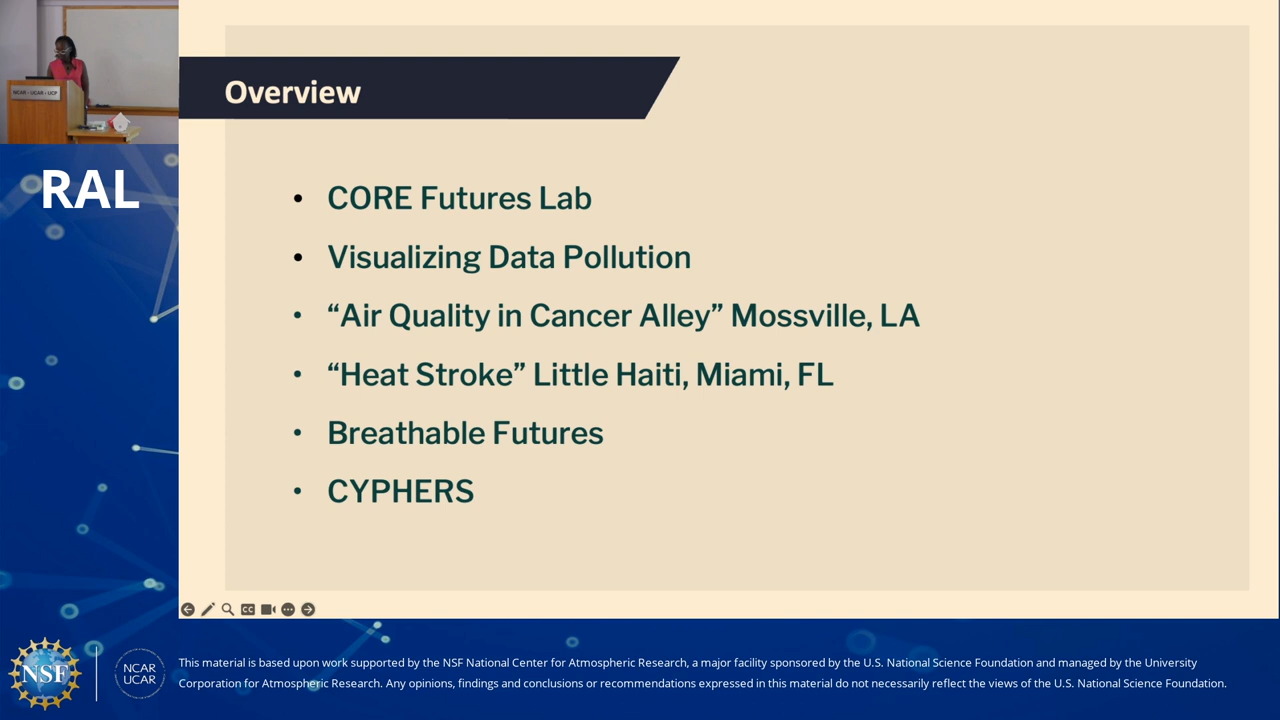 NCAR • UCAR • UCP
RAL
Overview
• CORE Futures Lab
• Visualizing Data Pollution
• “Air Quality in Cancer Alley” Mossville, LA
• “Heat Stroke” Little Haiti, Miami, FL
• Breathable Futures
• CYPHERS
CC
NSF
NCAR
UCAR
This material is based upon work supported by the NSF National Center for Atmospheric Research, a major facility sponsored by the U.S. National Science Foundation and managed by the University
Corporation for Atmospheric Research. Any opinions, findings and conclusions or recommendations expressed in this material do not necessarily reflect the views of the U.S. National Science Foundation.